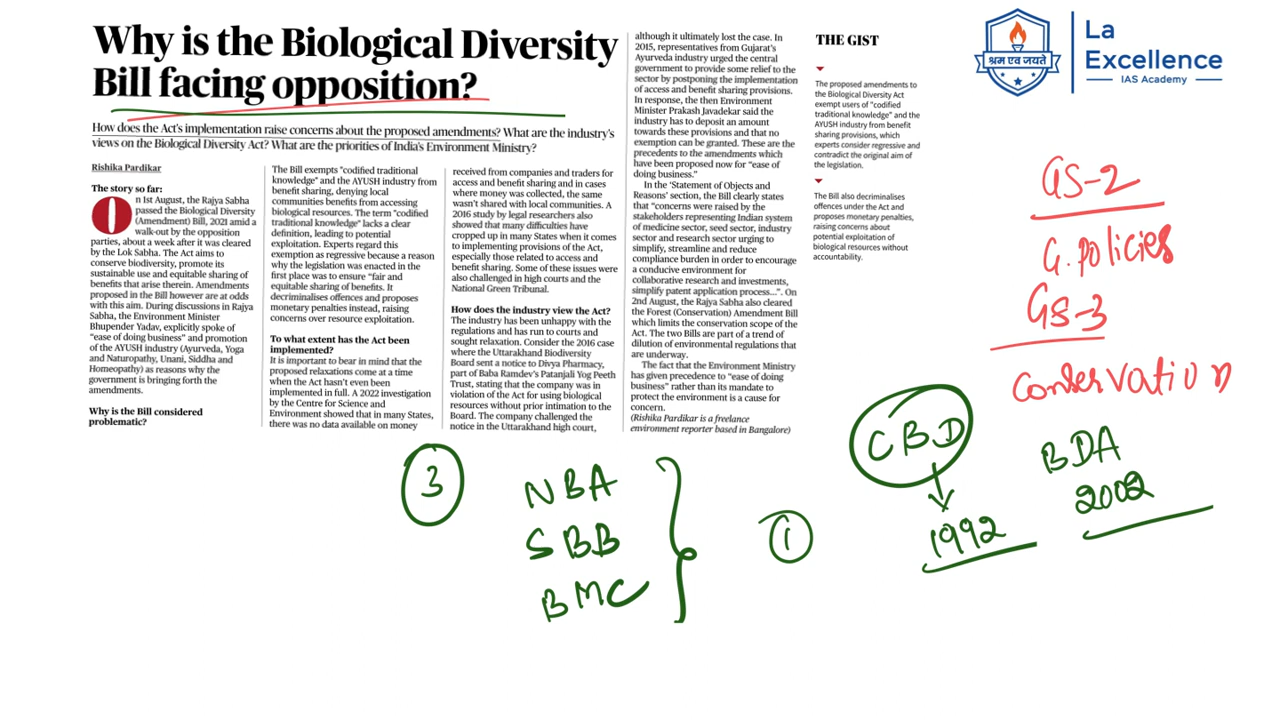 Why is the Biological Diversity
Bill facing opposition?
How does the Act's implementation raise concerns about the proposed amendments? What are the industry's
views on the Biological Diversity Act? What are the priorities of India's Environment Ministry?
Rishika Pardikar
The story so far:
On 1st August, the Rajya Sabha
passed the Biological Diversity
(Amendment) Bill, 2021 amid a
walk-out by the opposition
parties, about a week after it was cleared
by the Lok Sabha. The Act aims to
conserve biodiversity, promote its
sustainable use and equitable sharing of
benefits that arise therein. Amendments
proposed in the Bill however are at odds
with this aim. During discussions in Rajya
Sabha, the Environment Minister
Bhupender Yadav, explicitly spoke of
"ease of doing business" and promotion
of the AYUSH industry (Ayurveda, Yoga
and Naturopathy, Unani, Siddha and
Homeopathy) as reasons why the
government is bringing forth the
amendments.
Why is the Bill considered
problematic?
The Bill exempts "codified traditional
knowledge" and the AYUSH industry from
benefit sharing, denying local
communities benefits from accessing
biological resources. The term "codified
traditional knowledge" lacks a clear
definition, leading to potential
exploitation. Experts regard this
exemption as regressive because a reason
why the legislation was enacted in the
first place was to ensure "fair and
equitable sharing of benefits. It
decriminalises offences and proposes
monetary penalties instead, raising
concerns over resource exploitation.
To what extent has the Act been
implemented?
It is important to bear in mind that the
proposed relaxations come at a time
when the Act hasn't even been
implemented in full. A 2022 investigation
by the Centre for Science and
Environment showed that in many States,
there was no data available on money
received from companies and traders for
access and benefit sharing and in cases
where money was collected, the same
wasn't shared with local communities. A
2016 study by legal researchers also
showed that many difficulties have
cropped up in many States when it comes
to implementing provisions of the Act,
especially those related to access and
benefit sharing. Some of these issues were
also challenged in high courts and the
National Green Tribunal.
How does the industry view the Act?
The industry has been unhappy with the
regulations and has run to courts and
sought relaxation. Consider the 2016 case
where the Uttarakhand Biodiversity
Board sent a notice to Divya Pharmacy,
part of Baba Ramdev's Patanjali Yog Peeth
Trust, stating that the company was in
violation of the Act for using biological
resources without prior intimation to the
Board. The company challenged the
notice in the Uttarakhand high court,
although it ultimately lost the case. In
2015, representatives from Gujarat's
Ayurveda industry urged the central
government to provide some relief to the
sector by postponing the implementation
of access and benefit sharing provisions.
In response, the then Environment
Minister Prakash Javadekar said the
industry has to deposit an amount
towards these provisions and that no
exemption can be granted. These are the
precedents to the amendments which
have been proposed now for "ease of
doing business."
In the 'Statement of Objects and
Reasons' section, the Bill clearly states
that "concerns were raised by the
stakeholders representing Indian system
of medicine sector, seed sector, industry
sector and research sector urging to
simplify, streamline and reduce
compliance burden in order to encourage
a conducive environment for
collaborative research and investments,
simplify patent application process...". On
2nd August, the Rajya Sabha also cleared
the Forest (Conservation) Amendment Bill
which limits the conservation scope of the
Act. The two Bills are part of a trend of
dilution of environmental regulations that
are underway.
The fact that the Environment Ministry
has given precedence to "ease of doing
business" rather than its mandate to
protect the environment is a cause for
concern.
(Rishika Pardikar is a freelance
environment reporter based in Bangalore)
THE GIST
The proposed amendments to
the Biological Diversity Act
exempt users of "codified
traditional knowledge" and the
AYUSH industry from benefit
sharing provisions, which
experts consider regressive and
contradict the original aim of
the legislation.
The Bill also decriminalises
offences under the Act and
proposes monetary penalties,
raising concerns about
potential exploitation of
biological resources without
accountability.
श्रम एव जयते
La
Excellence
IAS Academy
GS-2
G. Policies
GS-3
Conservation
CBD
1992
BDA
2002
3
NBA
SBB
BMC
1